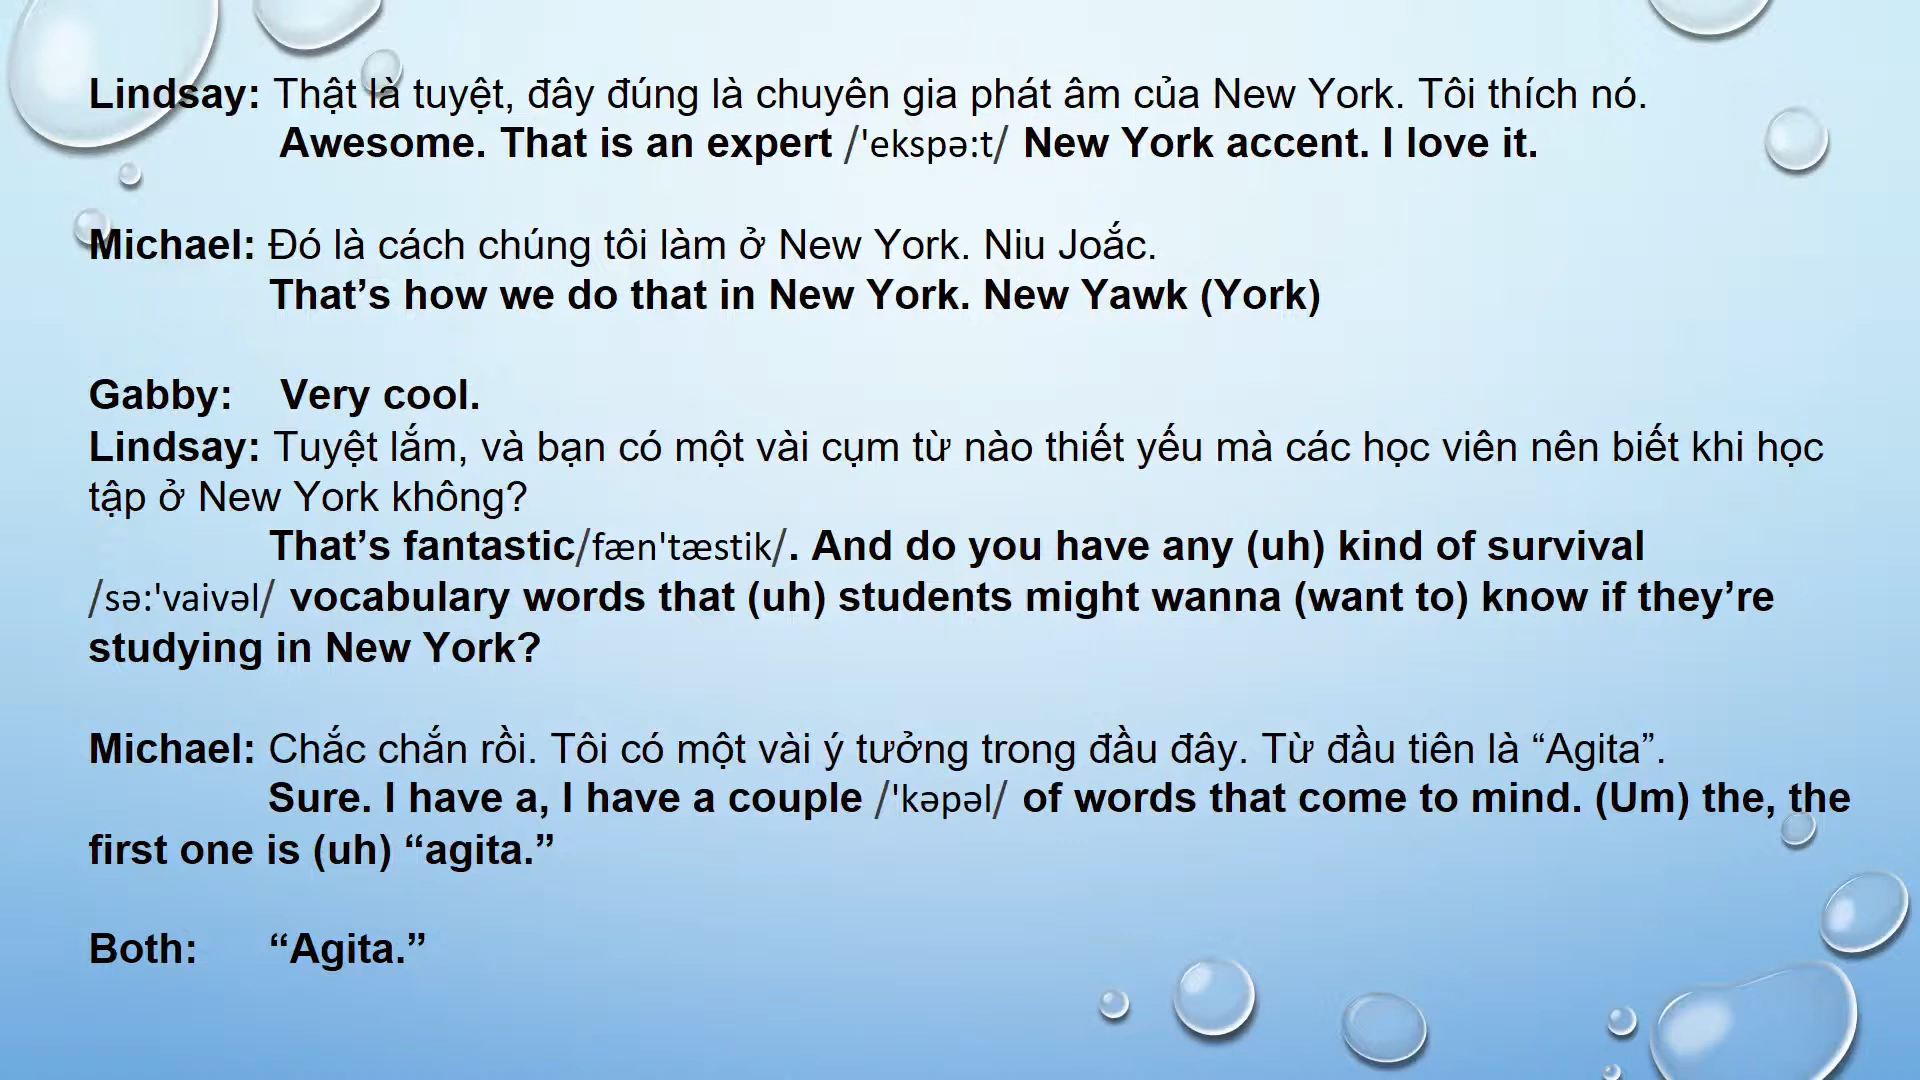 Lindsay: Thật là tuyệt, đây đúng là chuyên gia phát âm của New York. Tôi thích nó.
Awesome. That is an expert /'ekspə:t/ New York accent. I love it.
Michael: Đó là cách chúng tôi làm ở New York. Niu Joắc.
That’s how we do that in New York. New Yawk (York)
Gabby: Very cool.
Lindsay: Tuyệt lắm, và bạn có một vài cụm từ nào thiết yếu mà các học viên nên biết khi học
tập ở New York không?
That’s fantastic/fæn'tæstik/. And do you have any (uh) kind of survival
/sə:'vaivəl/ vocabulary words that (uh) students might wanna (want to) know if they’re
studying in New York?
Michael: Chắc chắn rồi. Tôi có một vài ý tưởng trong đầu đây. Từ đầu tiên là “Agita”.
Sure. I have a, I have a couple /'kəpəl/ of words that come to mind. (Um) the, the
first one is (uh) “agita.”
Both: “Agita.”